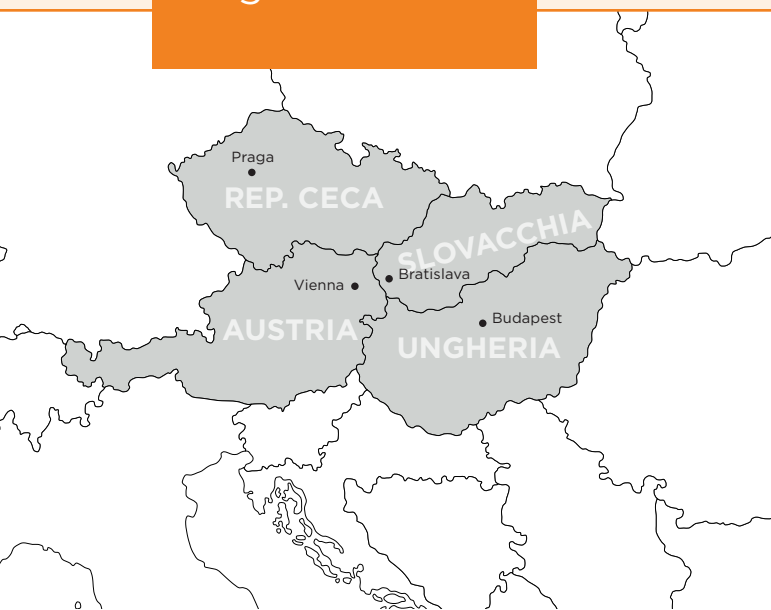 Praga
REP. CECA
SLOVACCHIA
Bratislava
Vienna
Budapest
AUSTRIA
UNGHERIA